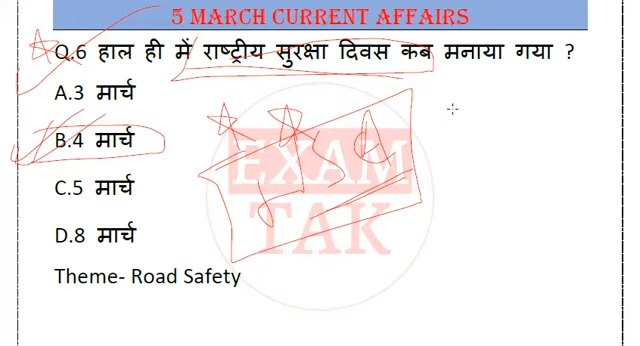 5 MARCH CURRENT AFFAIRS
Q.6 हाल ही में राष्ट्रीय सुरक्षा दिवस कब मनाया गया ?
A.3 मार्च
B.4 मार्च
C.5 मार्च
D.8 मार्च
Theme- Road Safety
EXAM
TAK